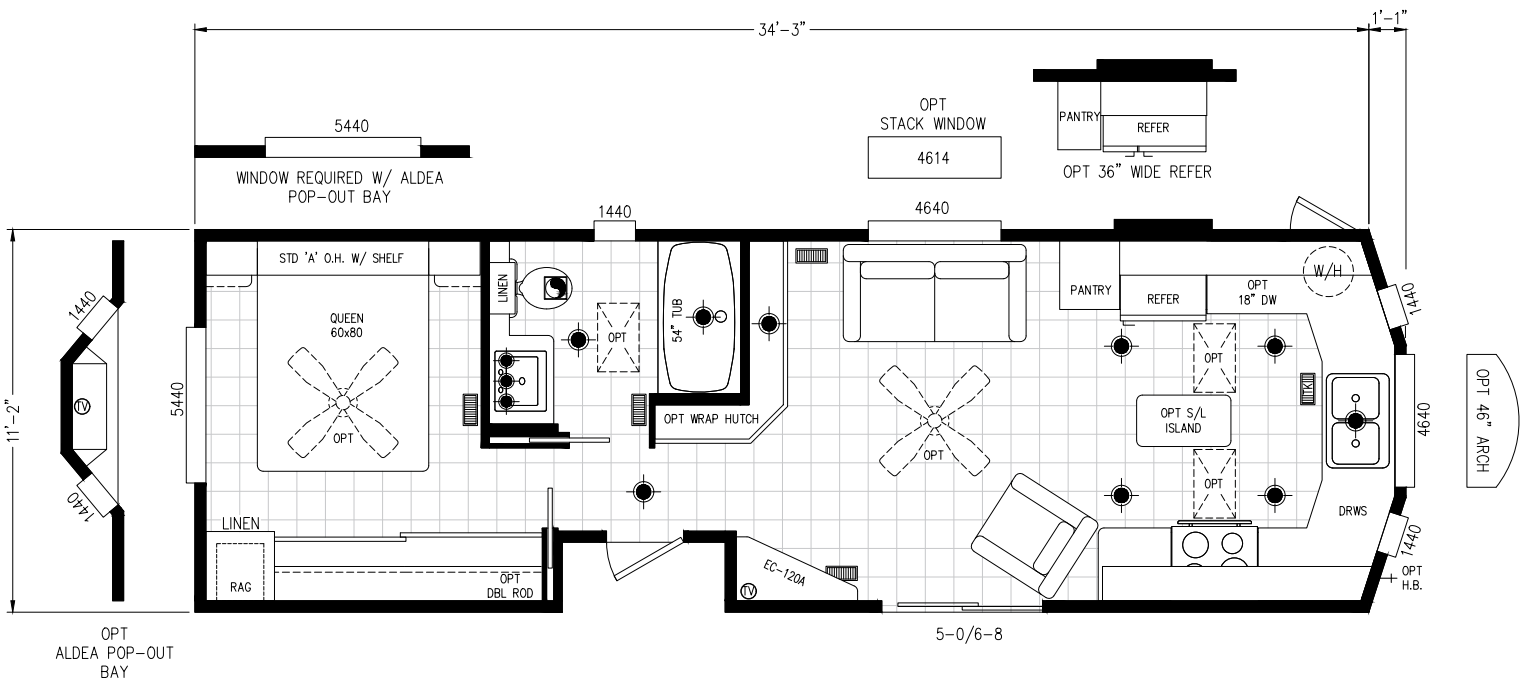 34'-3"
1'-1"
5440
WINDOW REQUIRED W/ ALDEA
POP-OUT BAY
OPT
STACK WINDOW
4614
PANTRY
REFER
OPT 36" WIDE REFER
1440
4640
11'-2"
1440
TV
1440
OPT
ALDEA POP-OUT
BAY
5440
STD 'A' O.H. W/ SHELF
QUEEN
60x80
OPT
LINEN
RAG
OPT
DBL ROD
LINEN
OPT
54" TUB
OPT WRAP HUTCH
EC-120A
TV
OPT
5-0/6-8
PANTRY
REFER
OPT
18" DW
W/H
OPT
OPT S/L
ISLAND
OPT
TK
DRWS
1440
4640
1440
OPT
H.B.
OPT 46" ARCH